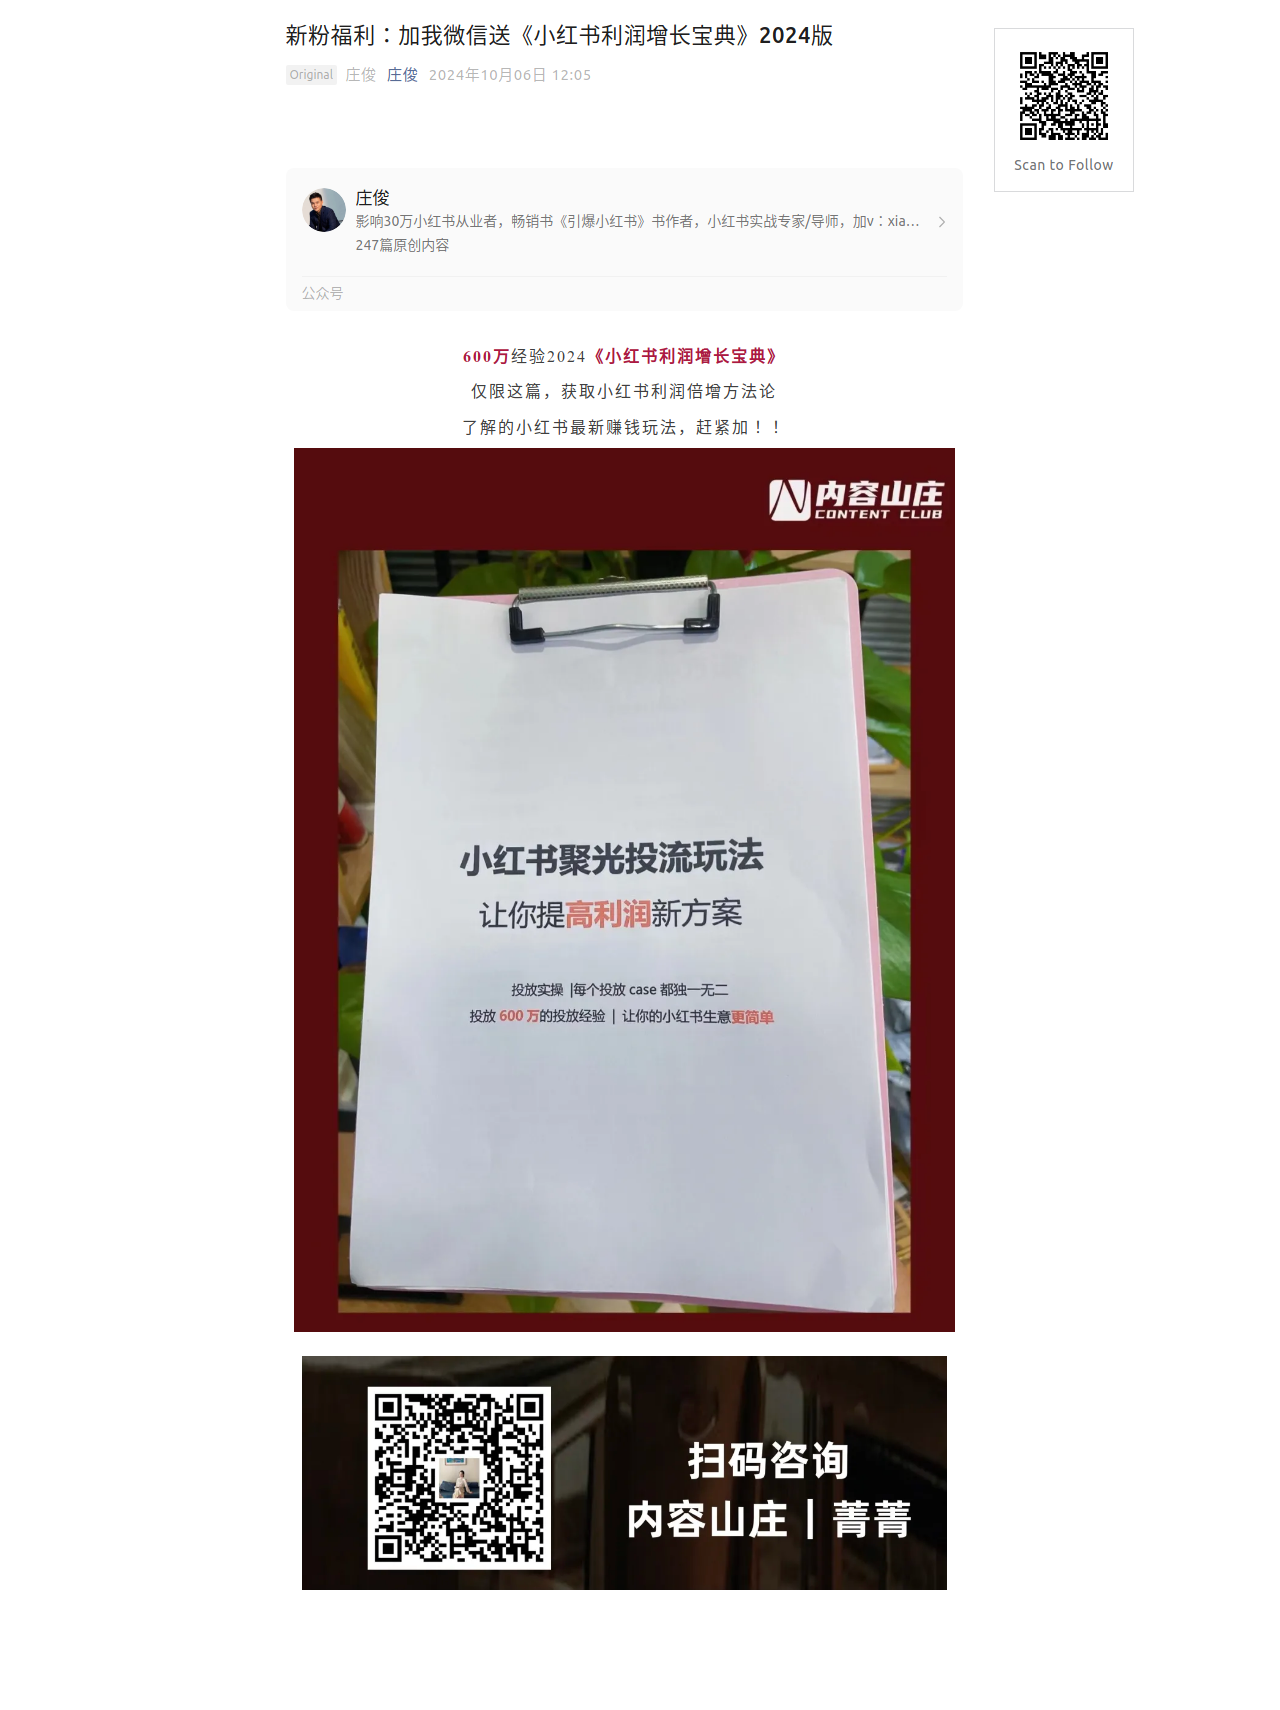 新粉福利：加我微信送《小红书利润增长宝典》2024版
Original 庄俊 庄俊 2024年10月06日 12:05
Scan to Follow
庄俊
影响30万小红书从业者，畅销书《引爆小红书》书作者，小红书实战专家/导师，加v：xia...
247篇原创内容
公众号
600万经验2024《小红书利润增长宝典》
仅限这篇，获取小红书利润倍增方法论
了解的小红书最新赚钱玩法，赶紧加！！
内容山庄
CONTENT CLUB
小红书聚光投流玩法
让你提高利润新方案
投放实操 |每个投放 case 都独一无二
投放 600 万的投放经验 | 让你的小红书生意更简单
扫码咨询
内容山庄 | 菁菁